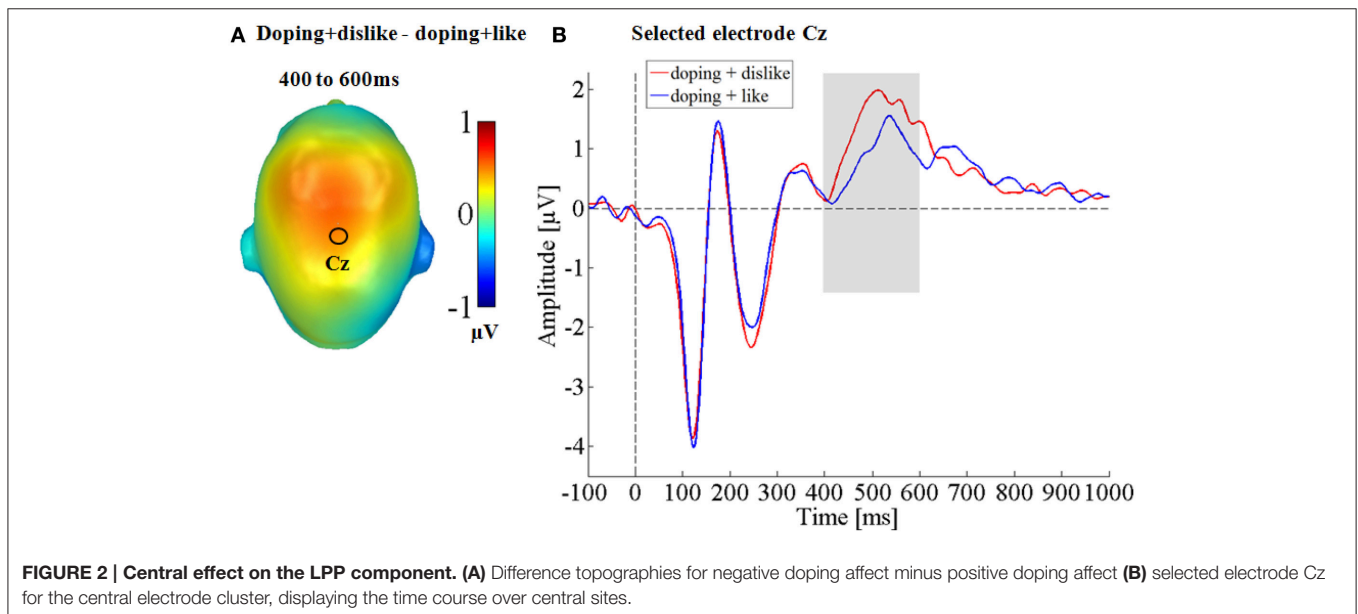 A Doping+dislike - doping+like
400 to 600ms
Cz
1
0
-1
µV
B Selected electrode Cz
doping + dislike
doping + like
Amplitude [µV]
2
1
0
-1
-2
-3
-4
-100 0 100 200 300 400 500 600 700 800 900 1000
Time [ms]
FIGURE 2 | Central effect on the LPP component. (A) Difference topographies for negative doping affect minus positive doping affect (B) selected electrode Cz
for the central electrode cluster, displaying the time course over central sites.